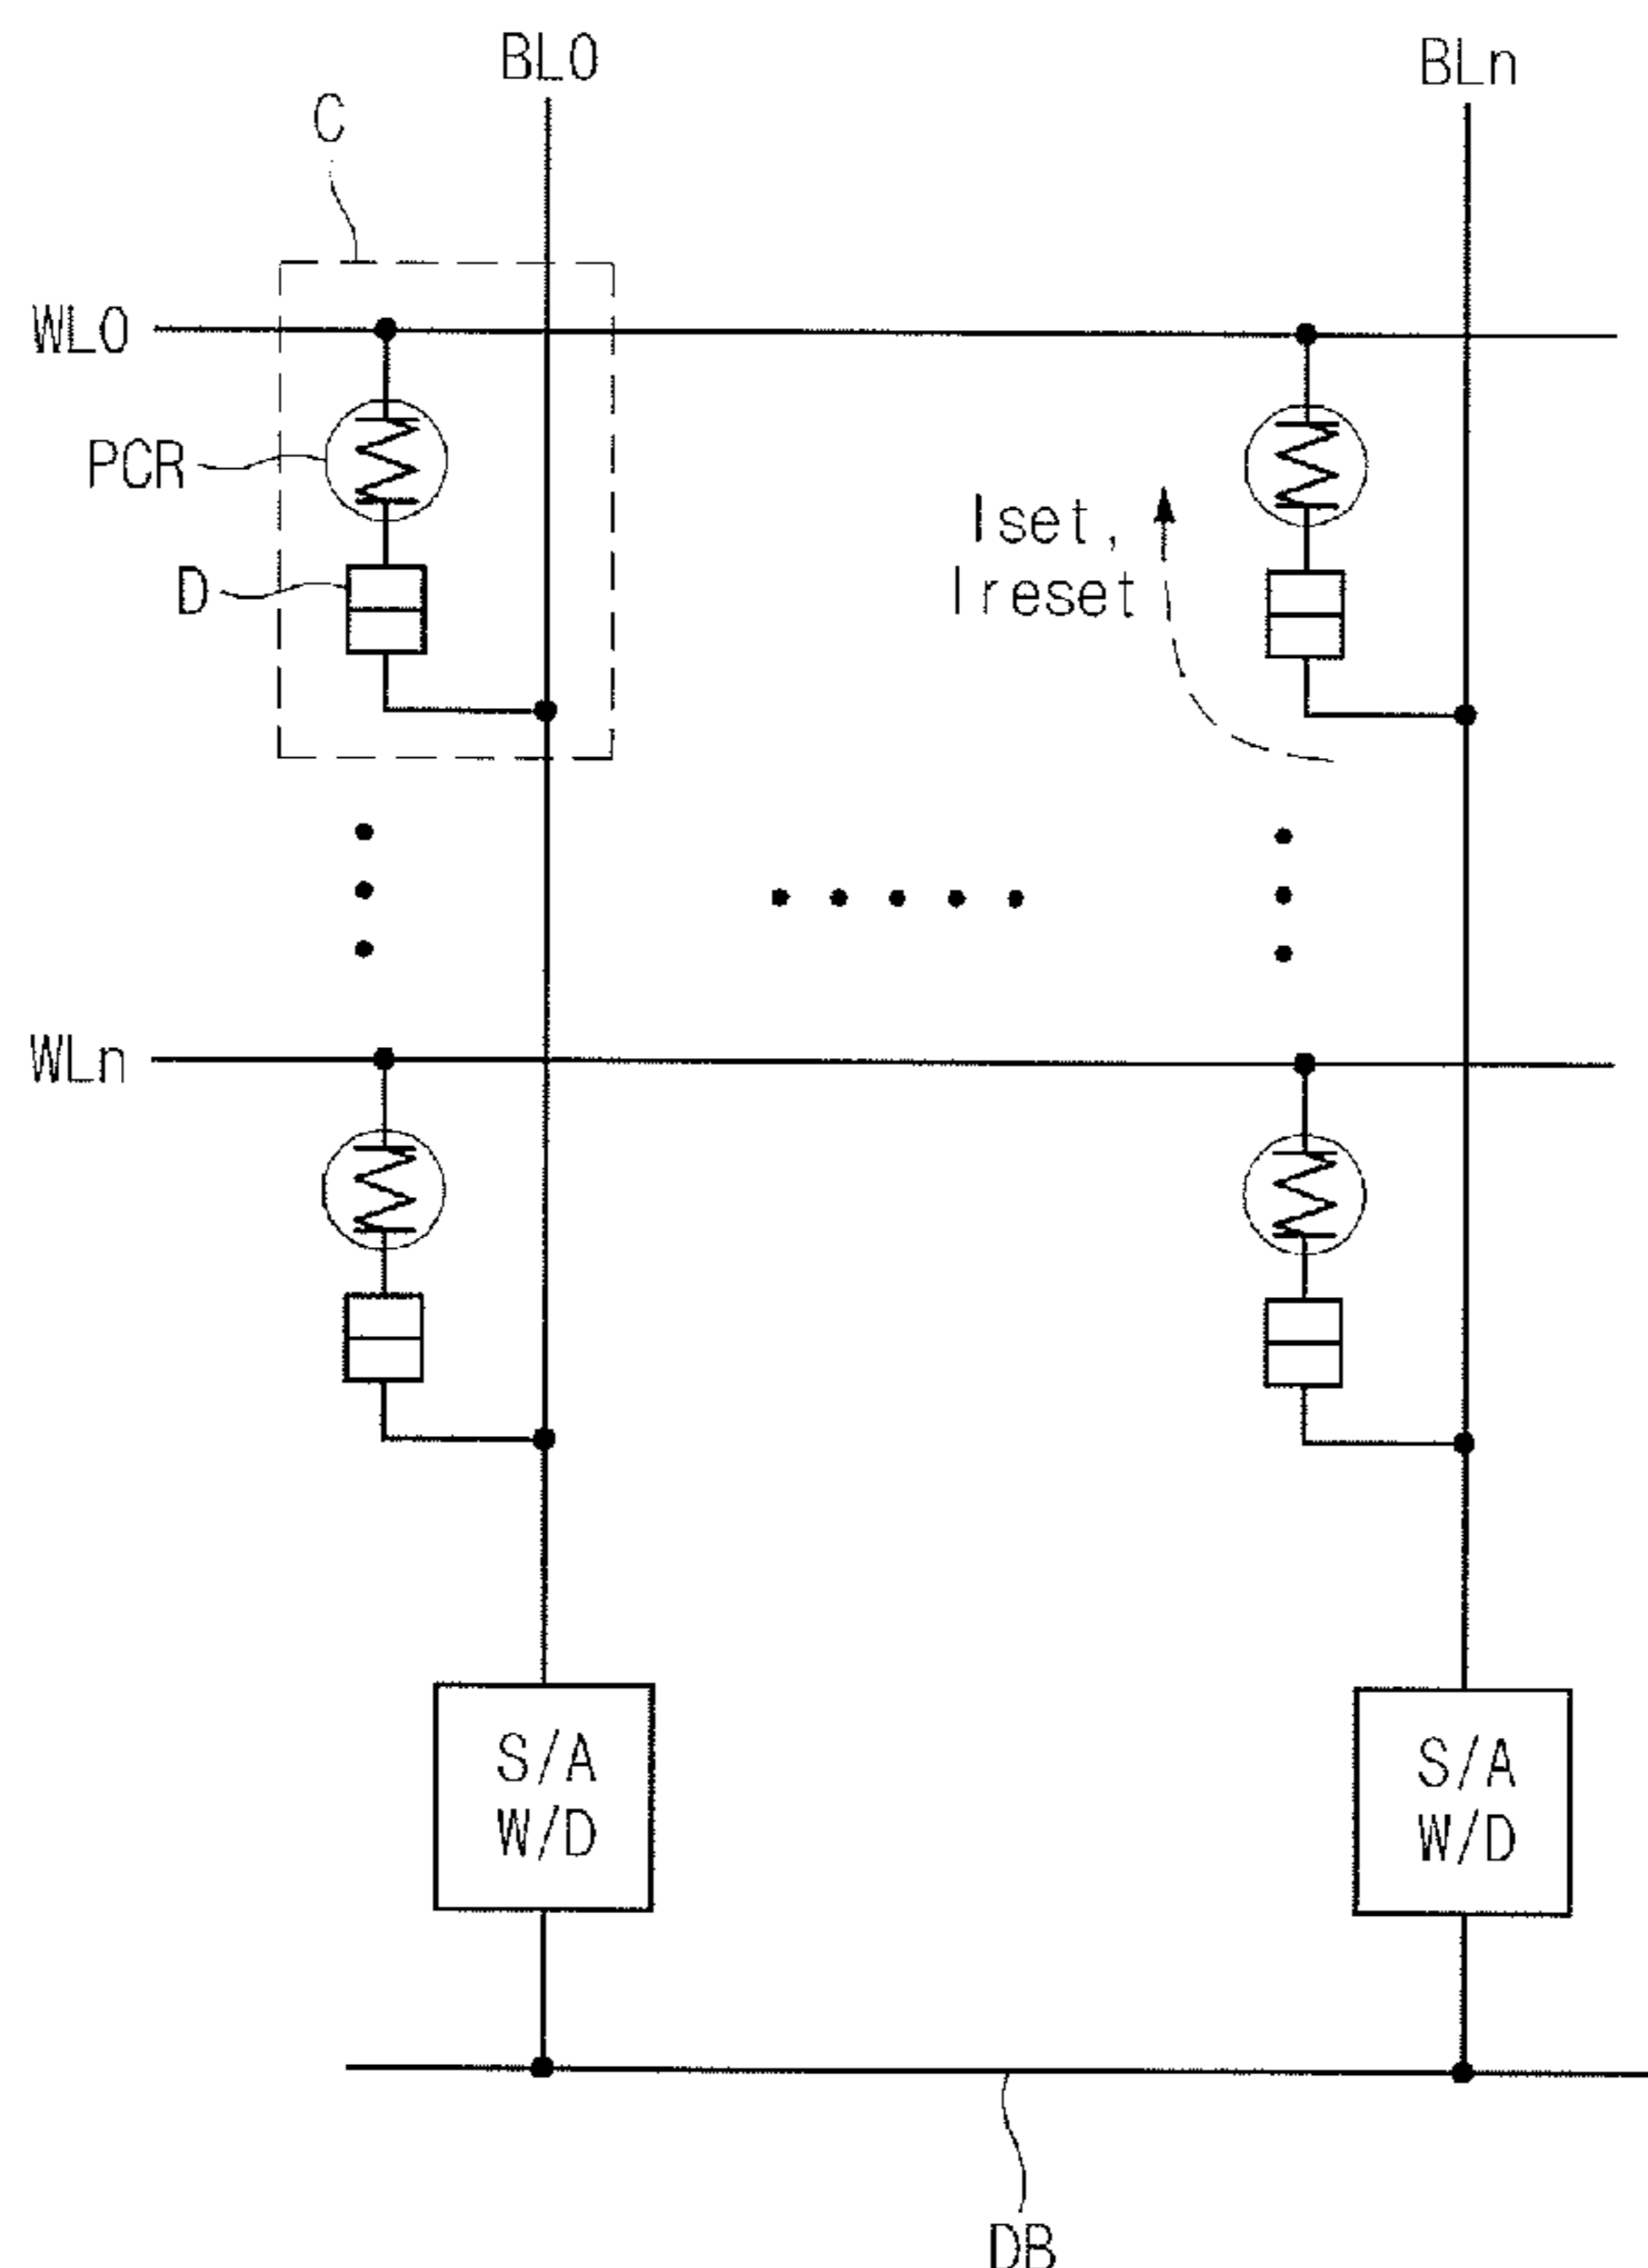 BL0
BLn
C
WL0
PCR
Iset,
Ireset
D
WLn
S/A
W/D
S/A
W/D
DB